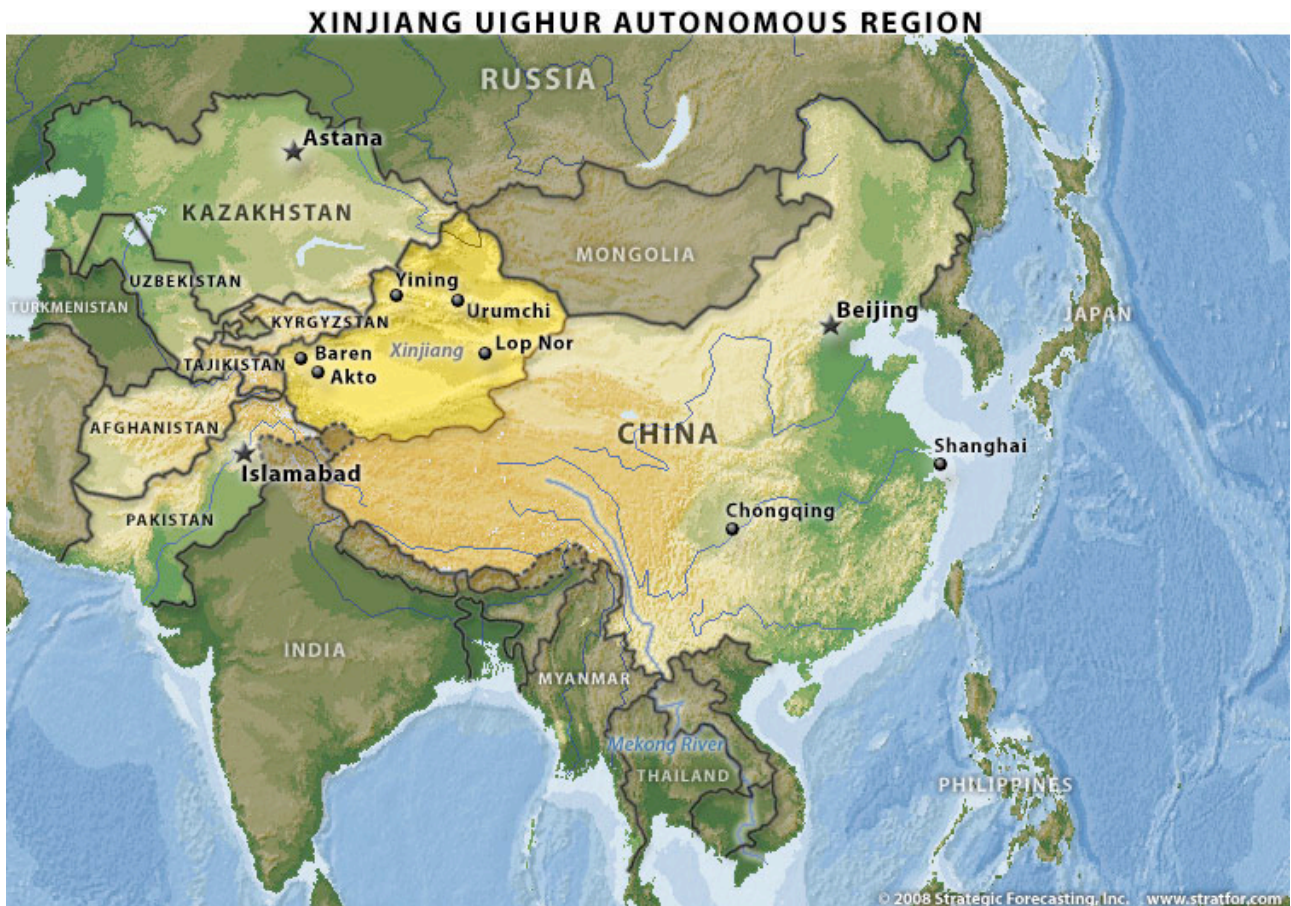 XINJIANG UIGHUR AUTONOMOUS REGION
RUSSIA
Astana
KAZAKHSTAN
MONGOLIA
UZBEKISTAN
Yining
TURKMENISTAN
Urumchi
Beijing
JAPAN
KYRGYZSTAN
Lop Nor
Xinjiang
Baren
TAJIKISTAN
Akto
AFGHANISTAN
CHINA
Shanghai
Islamabad
Chongqing
PAKISTAN
INDIA
MYANMAR
Mekong River
THAILAND
PHILIPPINES
© 2008 Strategic Forecasting, Inc. www.stratfor.com